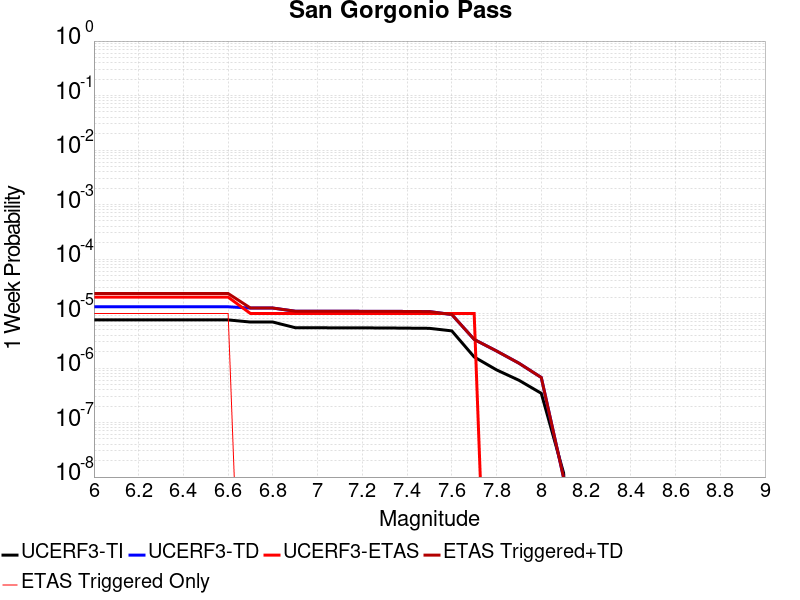 San Gorgonio Pass
10^0
10^-1
10^-2
10^-3
10^-4
10^-5
10^-6
10^-7
10^-8
1 Week Probability
6 6.2 6.4 6.6 6.8 7 7.2 7.4 7.6 7.8 8 8.2 8.4 8.6 8.8 9
Magnitude
UCERF3-TI UCERF3-TD UCERF3-ETAS ETAS Triggered+TD
ETAS Triggered Only